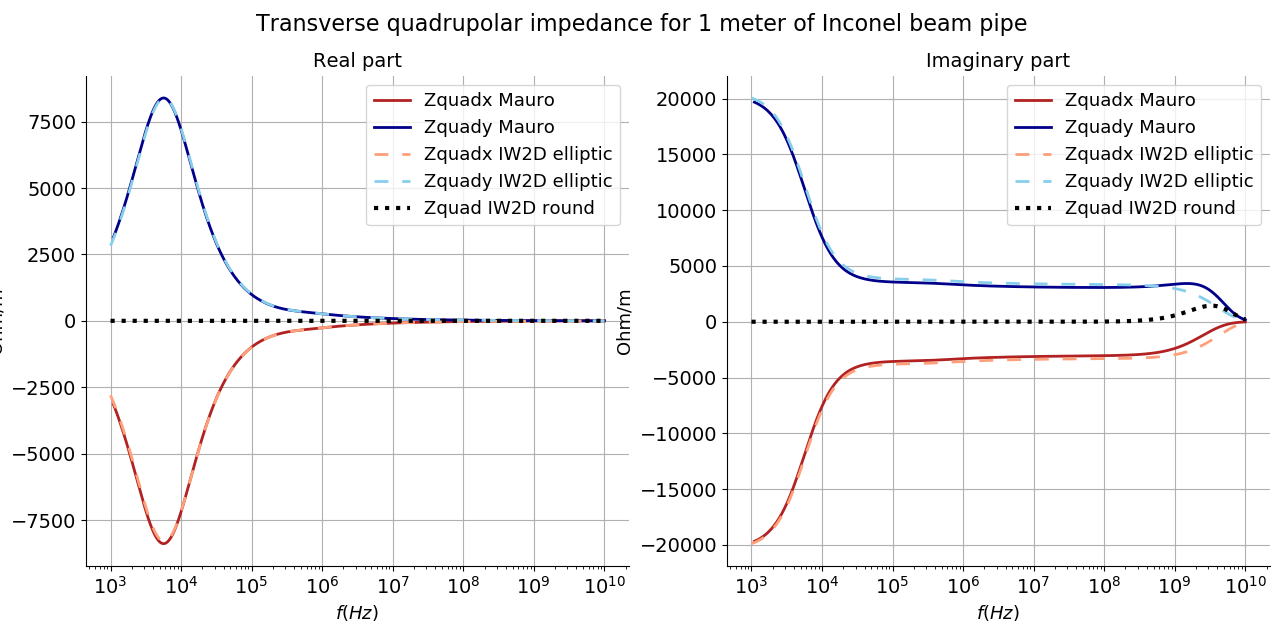 Transverse quadrupolar impedance for 1 meter of Inconel beam pipe
Real part
Zquadx Mauro
Zquady Mauro
Zquadx IW2D elliptic
Zquady IW2D elliptic
Zquad IW2D round
7500
5000
2500
0
−2500
−5000
−7500
10³ 10⁴ 10⁵ 10⁶ 10⁷ 10⁸ 10⁹ 10¹⁰
f(Hz)
Imaginary part
Zquadx Mauro
Zquady Mauro
Zquadx IW2D elliptic
Zquady IW2D elliptic
Zquad IW2D round
Ohm/m
20000
15000
10000
5000
0
−5000
−10000
−15000
−20000
10³ 10⁴ 10⁵ 10⁶ 10⁷ 10⁸ 10⁹ 10¹⁰
f(Hz)